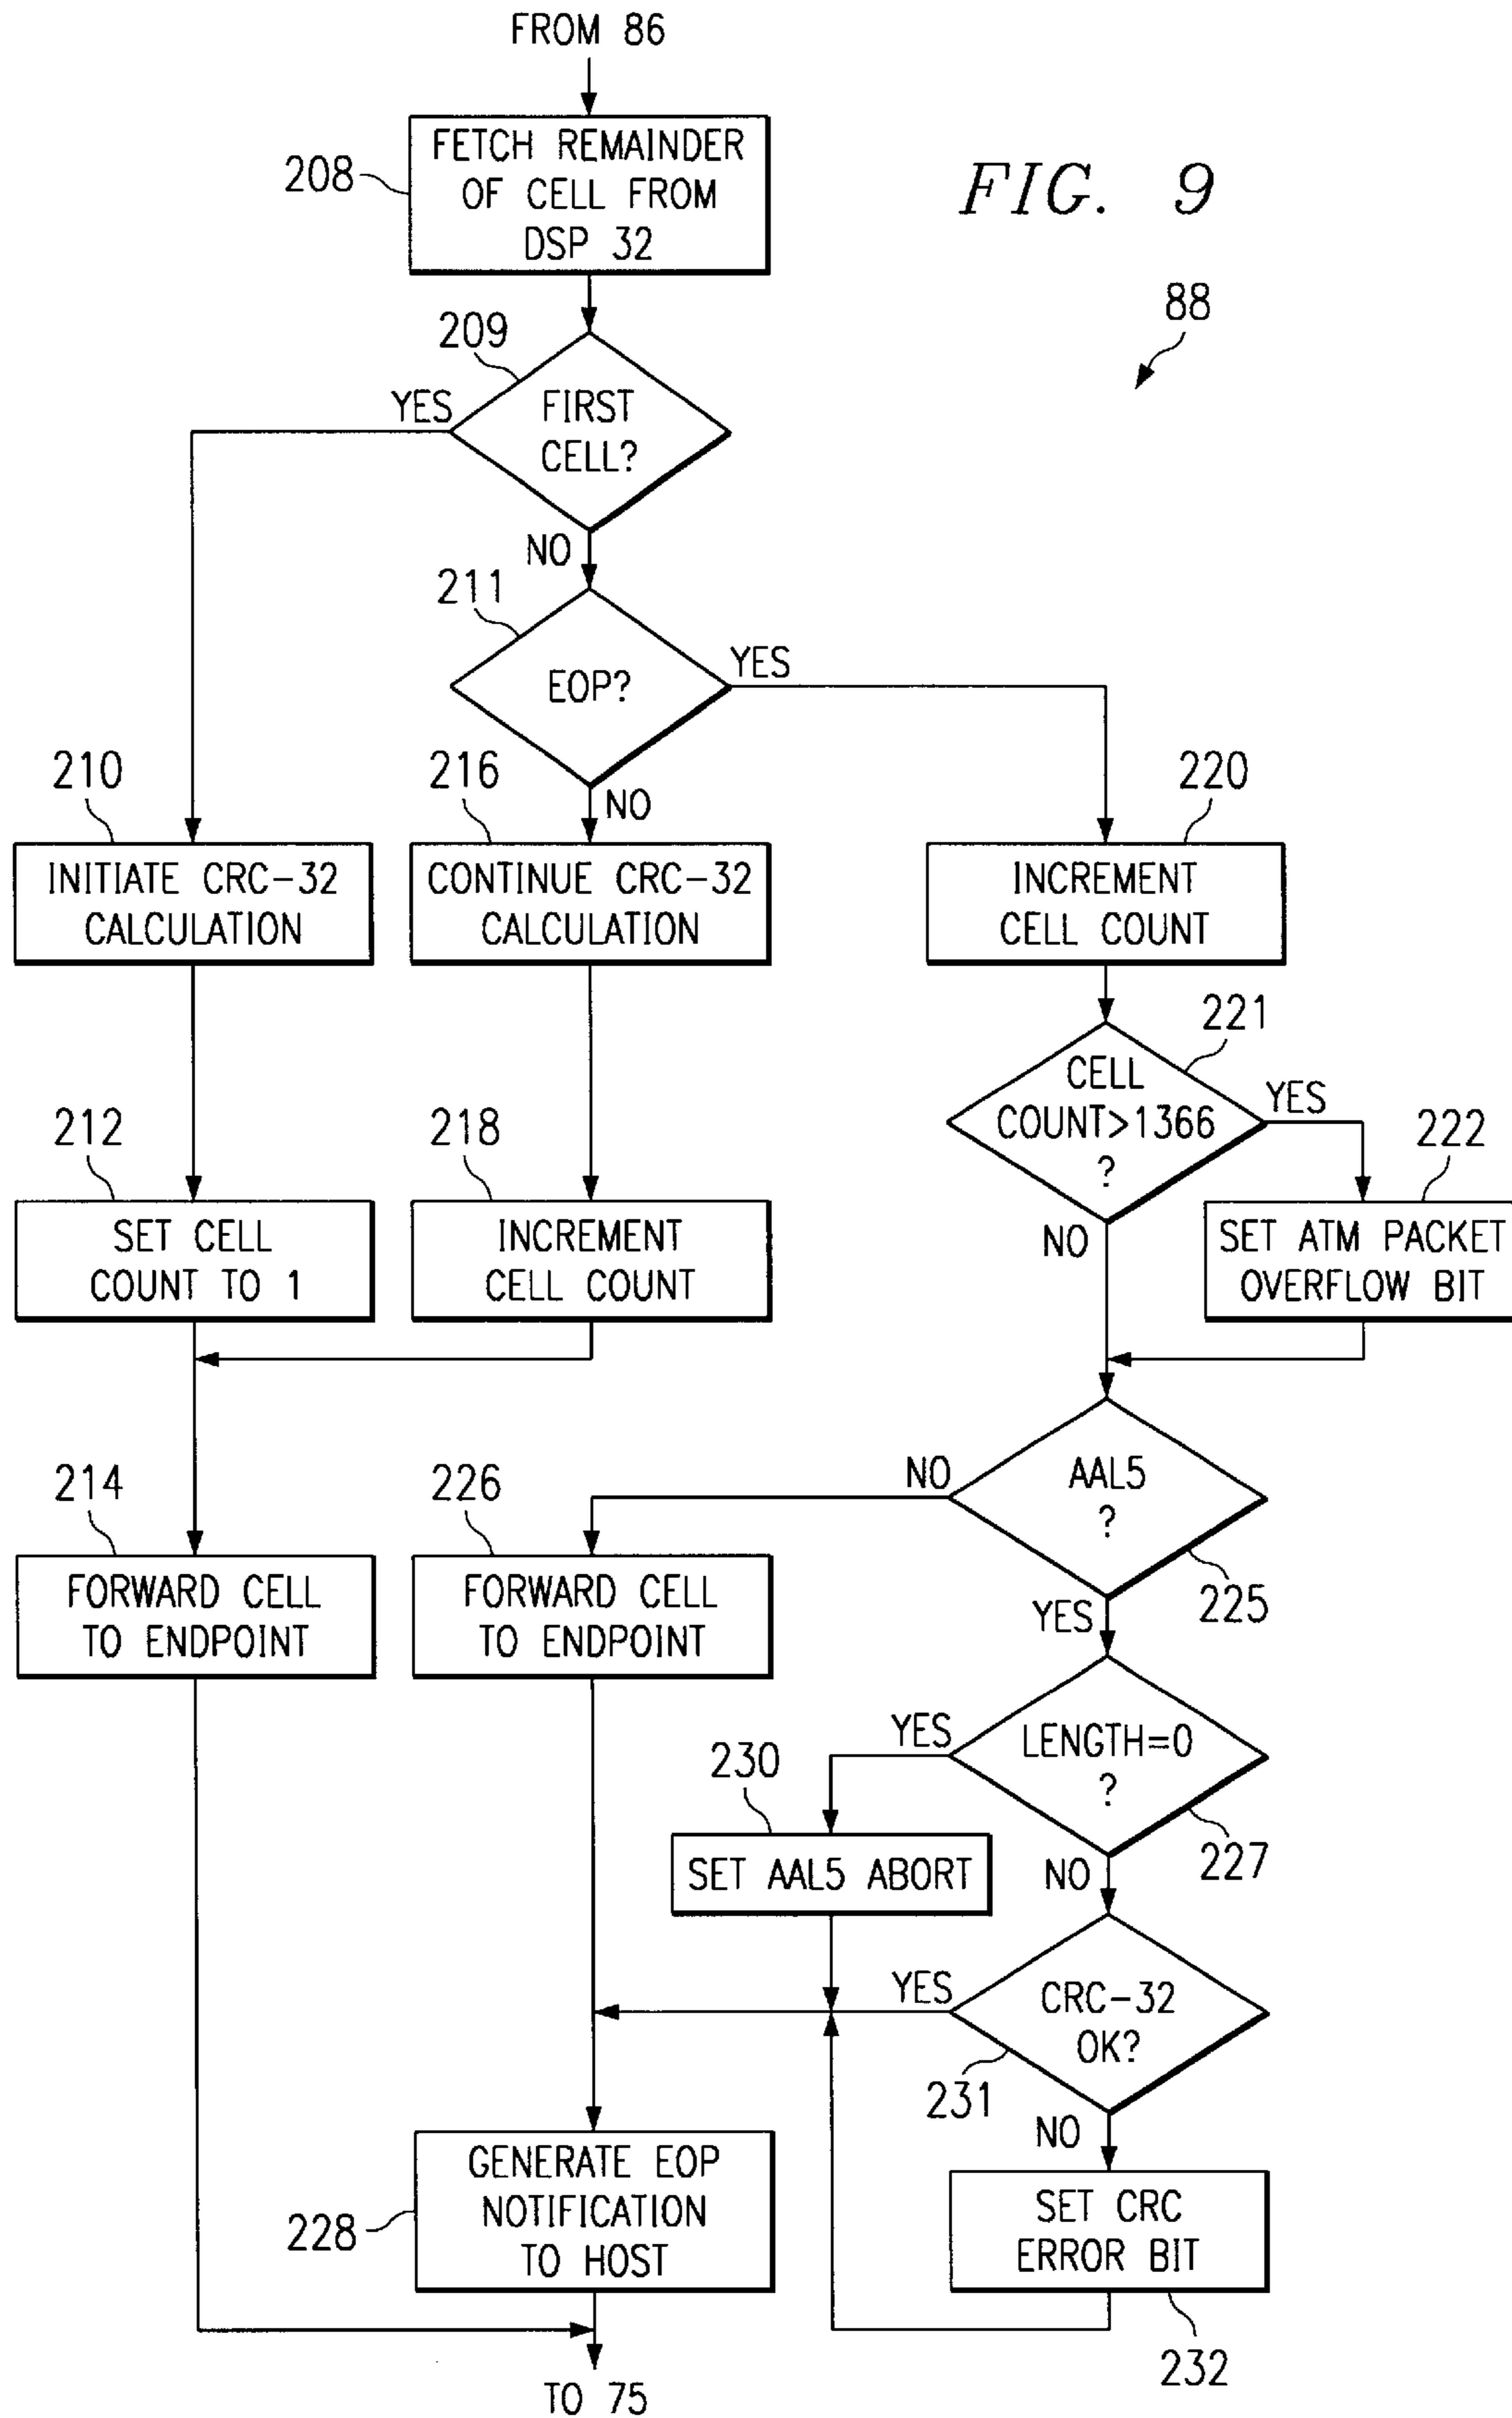 FROM 86
FETCH REMAINDER
OF CELL FROM
DSP 32
208
FIG. 9
88
209
YES
FIRST
CELL?
NO
211
EOP?
YES
NO
210
INITIATE CRC-32
CALCULATION
216
CONTINUE CRC-32
CALCULATION
220
INCREMENT
CELL COUNT
221
CELL
COUNT>1366
?
YES
NO
212
SET CELL
COUNT TO 1
218
INCREMENT
CELL COUNT
222
SET ATM PACKET
OVERFLOW BIT
AAL5
?
NO
225
YES
214
FORWARD CELL
TO ENDPOINT
226
FORWARD CELL
TO ENDPOINT
LENGTH=0
?
YES
227
NO
230
SET AAL5 ABORT
CRC-32
OK?
YES
231
NO
GENERATE EOP
NOTIFICATION
TO HOST
228
SET CRC
ERROR BIT
232
TO 75